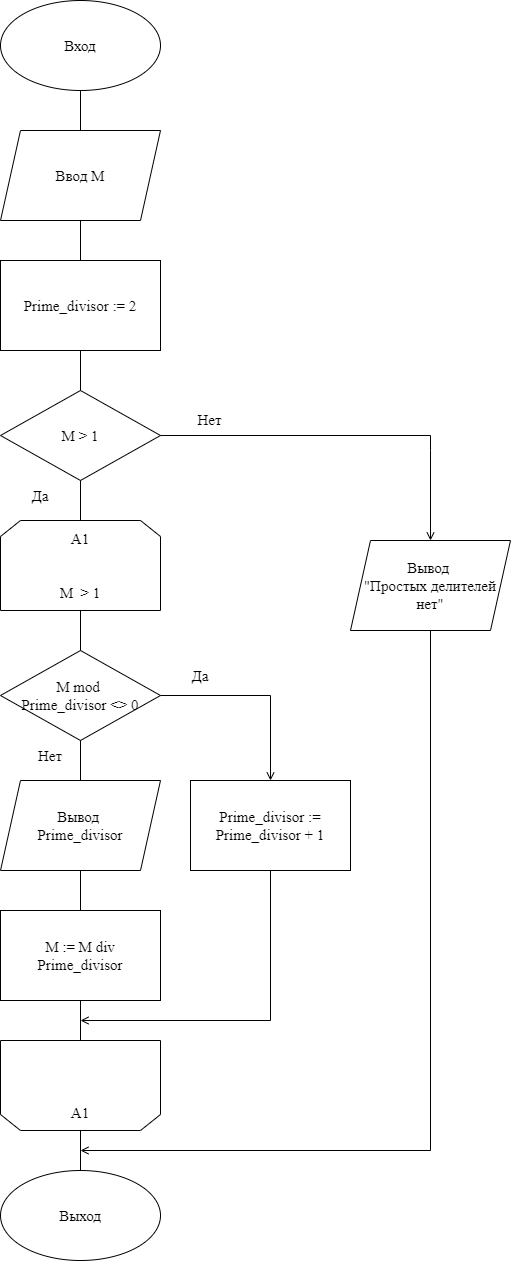 Вход
Ввод M
Prime_divisor := 2
M > 1
Нет
Да
A1
M > 1
M mod
Prime_divisor <> 0
Да
Нет
Вывод
Prime_divisor
Prime_divisor :=
Prime_divisor + 1
M := M div
Prime_divisor
A1
Вывод
"Простых делителей
нет"
Выход